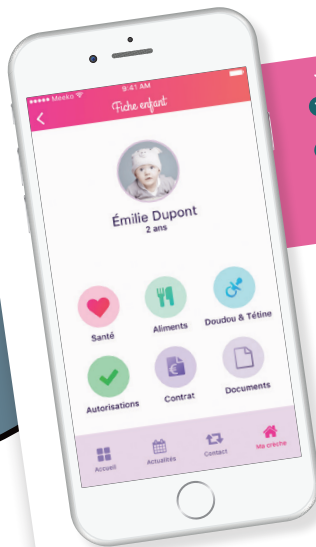 Meeko 9:41 AM
Fiche enfant
Émilie Dupont
2 ans
Santé
Aliments
Doudou & Tétine
Autorisations
Contrat
Documents
Accueil
Actualités
Contact
Ma crèche